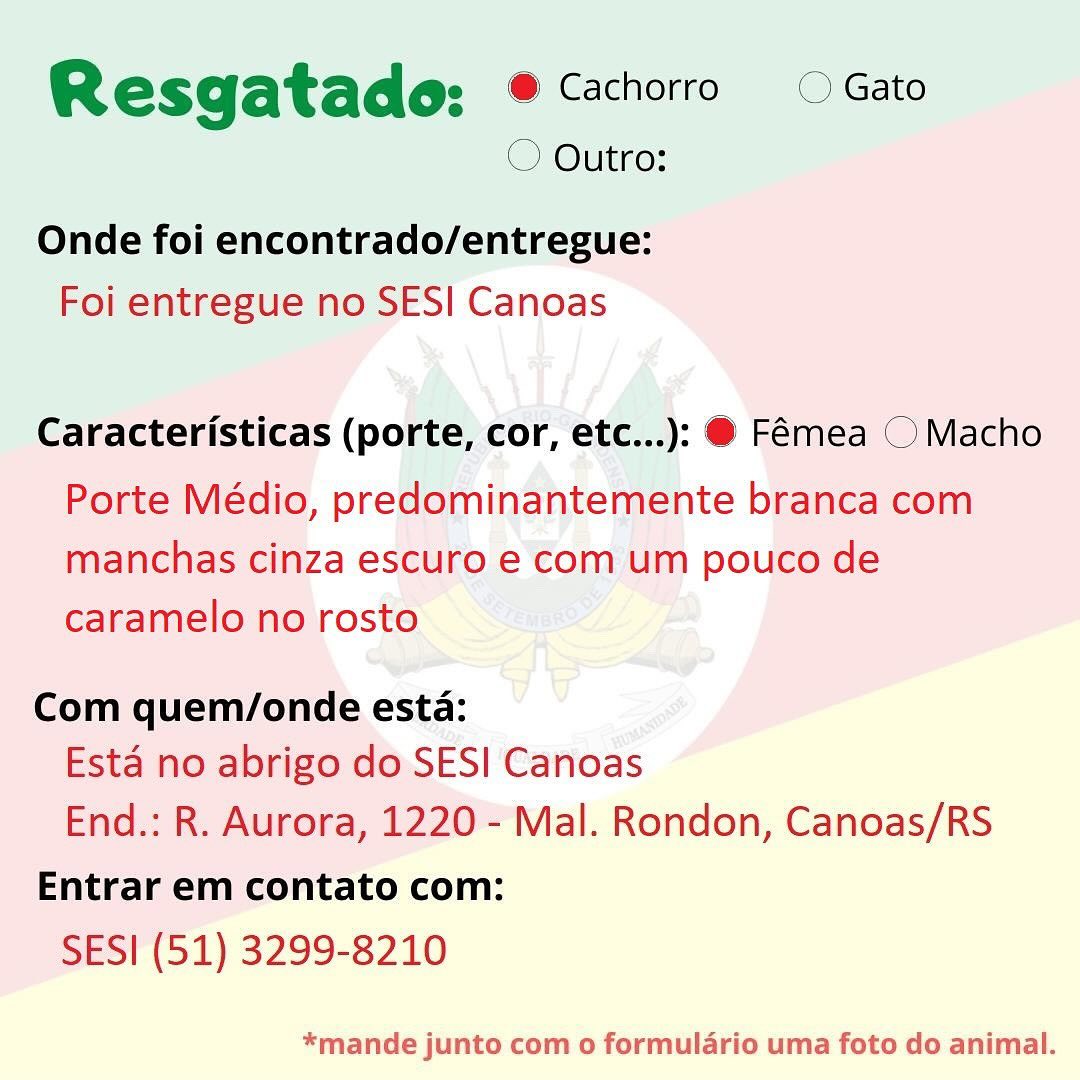 Resgatado: Cachorro Gato
Outro:
Onde foi encontrado/entregue:
Foi entregue no SESI Canoas
Características (porte, cor, etc...): Fêmea Macho
Porte Médio, predominantemente branca com
manchas cinza escuro e com um pouco de
caramelo no rosto
Com quem/onde está:
Está no abrigo do SESI Canoas
End.: R. Aurora, 1220 - Mal. Rondon, Canoas/RS
Entrar em contato com:
SESI (51) 3299-8210
*mande junto com o formulário uma foto do animal.
SETEMBRO DE
HUMANIDADE